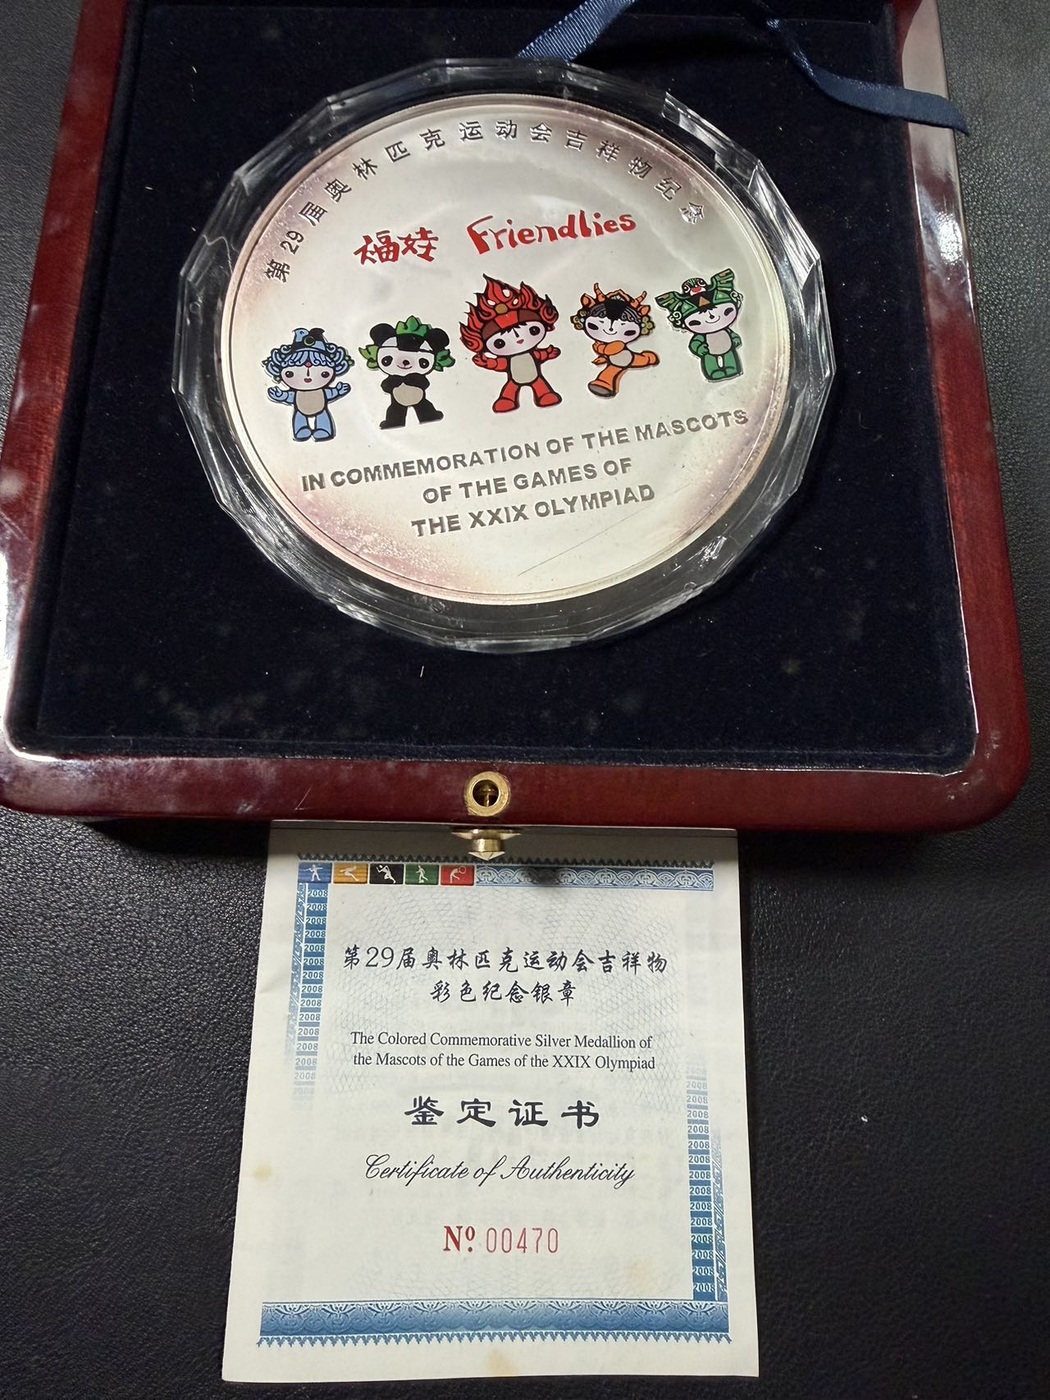 第29届奥林匹克运动会吉祥物纪念
福娃 Friendlies
IN COMMEMORATION OF THE MASCOTS
OF THE GAMES OF
THE XXIX OLYMPIAD
第29届奥林匹克运动会吉祥物
彩色纪念银章
The Colored Commemorative Silver Medallion of
the Mascots of the Games of the XXIX Olympiad
鉴定证书
Certificate of Authenticity
Nº 00470